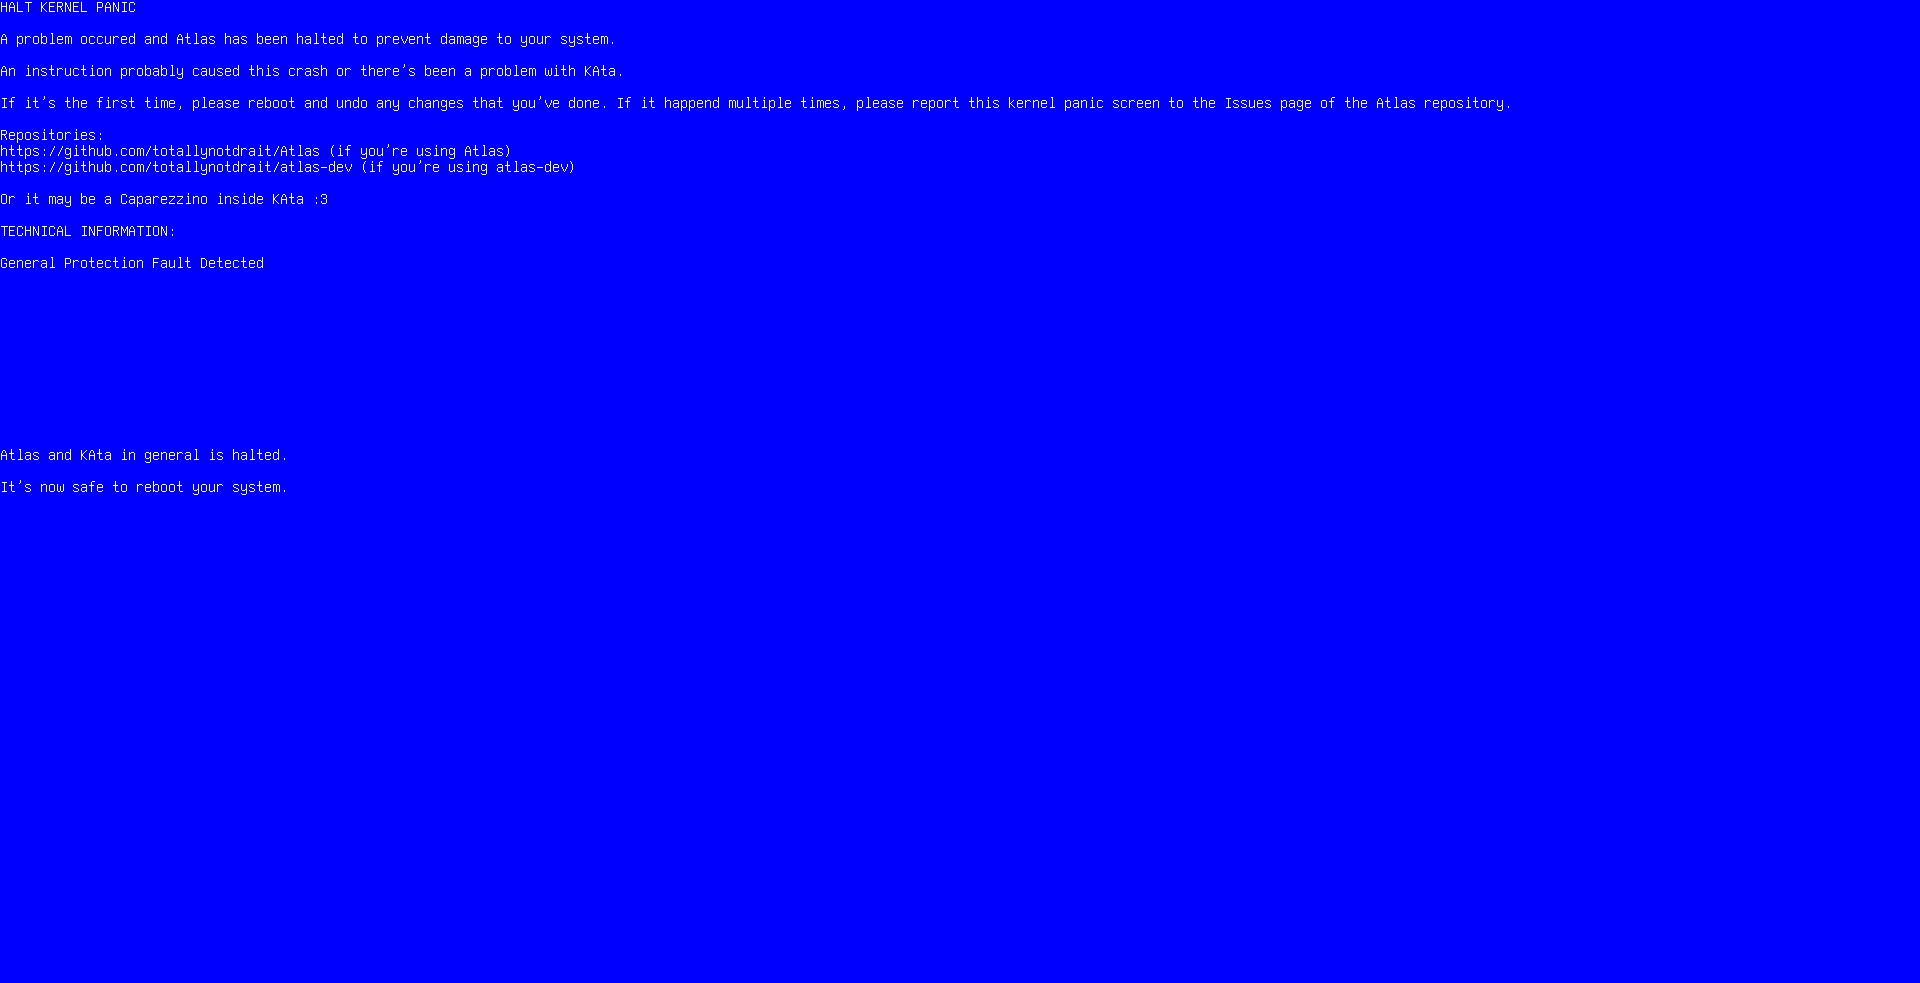 HALT KERNEL PANIC
A problem occured and Atlas has been halted to prevent damage to your system.
An instruction probably caused this crash or there's been a problem with KAta.
If it's the first time, please reboot and undo any changes that you've done. If it happend multiple times, please report this kernel panic screen to the Issues page of the Atlas repository.
Repositories:
https://github.com/totallynotdrait/Atlas (if you're using Atlas)
https://github.com/totallynotdrait/atlas-dev (if you're using atlas-dev)
Or it may be a Caparezzino inside KAta :3
TECHNICAL INFORMATION:
General Protection Fault Detected
Atlas and KAta in general is halted.
It's now safe to reboot your system.